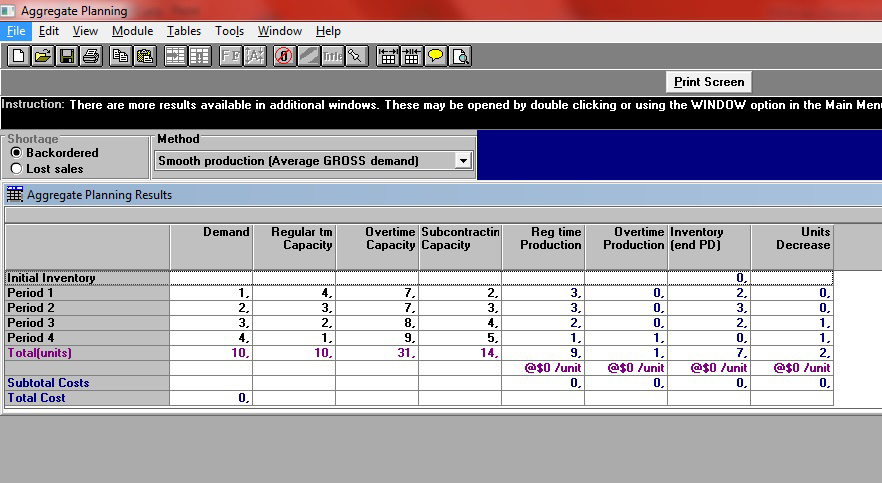 Aggregate Planning
File Edit View Module Tables Tools Window Help
Title
Print Screen
Instruction: There are more results available in additional windows. These may be opened by double clicking or using the WINDOW option in the Main Menu
Shortage
Backordered
Lost sales
Method
Smooth production (Average GROSS demand)
Aggregate Planning Results
Demand Regular tm Overtime Subcontractin Reg time Overtime Inventory Units
Capacity Capacity Capacity Production Production (end PD) Decrease
Initial Inventory 0,
Period 1 1, 4, 7, 2, 3, 0, 2, 0,
Period 2 2, 3, 7, 3, 3, 0, 3, 0,
Period 3 3, 2, 8, 4, 2, 0, 2, 1,
Period 4 4, 1, 9, 5, 1, 1, 0, 1,
Total(units) 10, 10, 31, 14, 9, 1, 7, 2,
@$0 /unit @$0 /unit @$0 /unit @$0 /unit
Subtotal Costs 0, 0, 0, 0,
Total Cost 0,